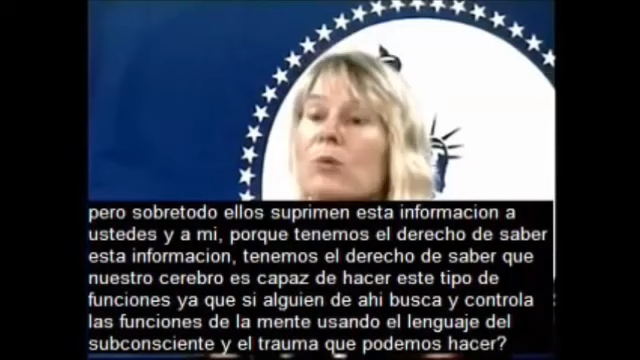 pero sobretodo ellos suprimen esta informacion a
ustedes y a mi, porque tenemos el derecho de saber
esta informacion, tenemos el derecho de saber que
nuestro cerebro es capaz de hacer este tipo de
funciones ya que si alguien de ahi busca y controla
las funciones de la mente usando el lenguaje del
subconsciente y el trauma que podemos hacer?